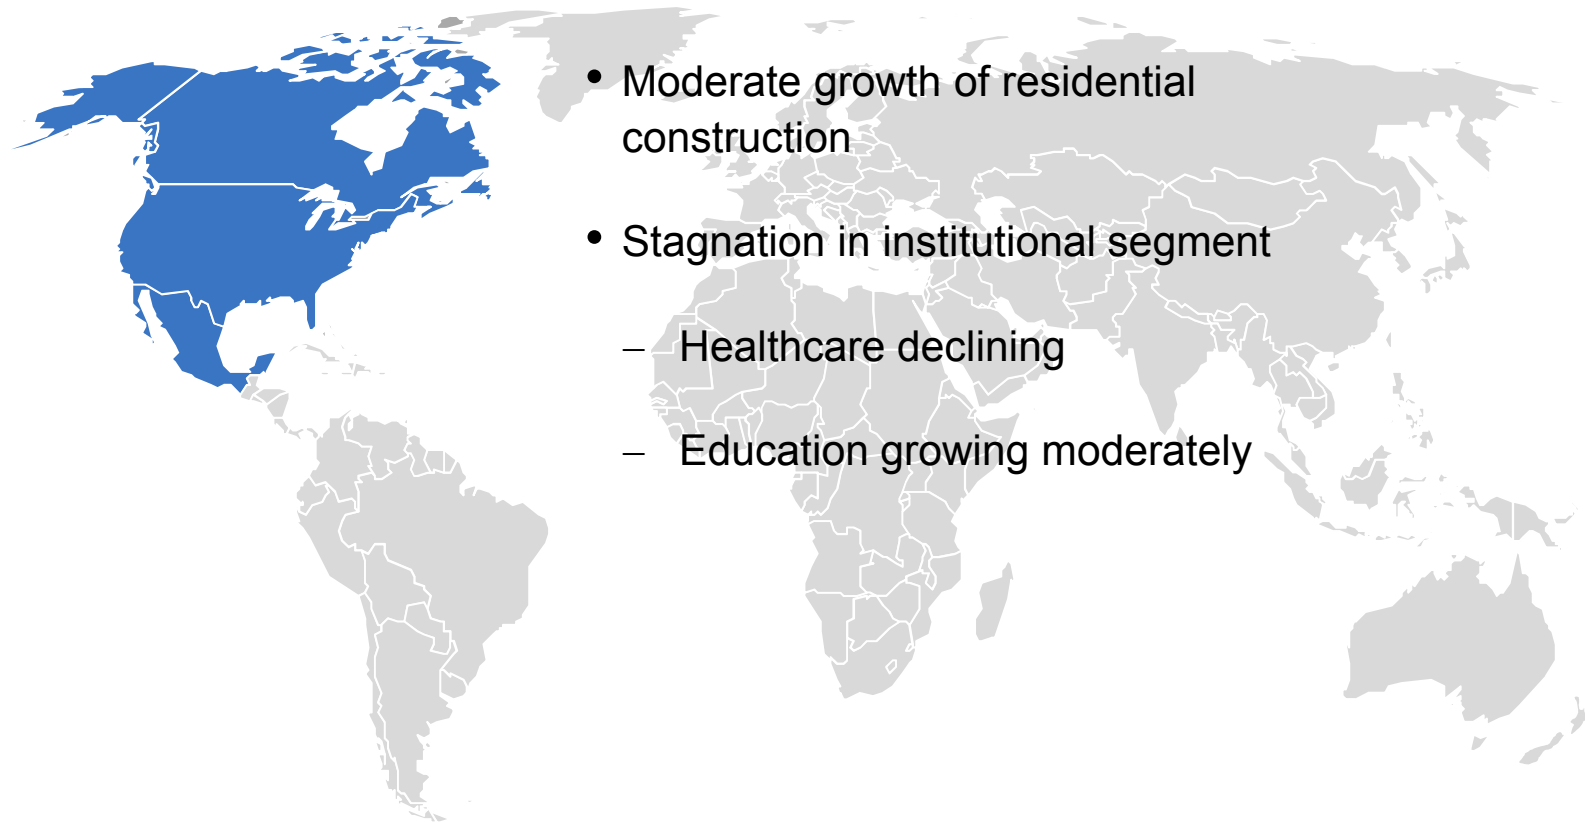 • Moderate growth of residential
construction
• Stagnation in institutional segment
– Healthcare declining
– Education growing moderately